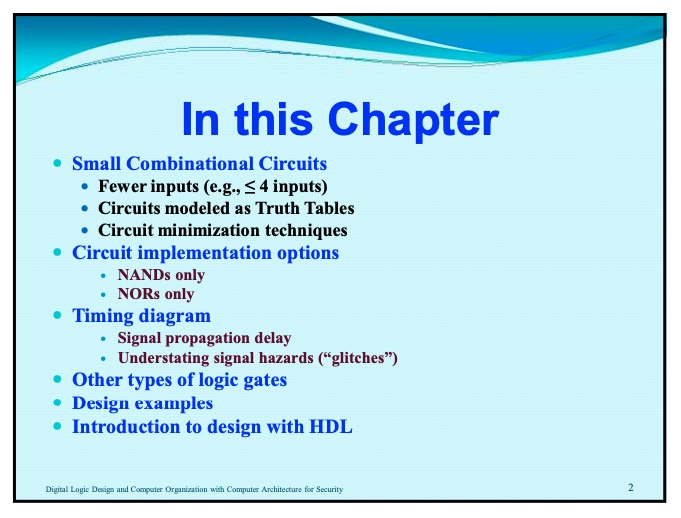 In this Chapter
• Small Combinational Circuits
• Fewer inputs (e.g., ≤ 4 inputs)
• Circuits modeled as Truth Tables
• Circuit minimization techniques
• Circuit implementation options
• NANDs only
• NORs only
• Timing diagram
• Signal propagation delay
• Understating signal hazards (“glitches”)
• Other types of logic gates
• Design examples
• Introduction to design with HDL
Digital Logic Design and Computer Organization with Computer Architecture for Security
2